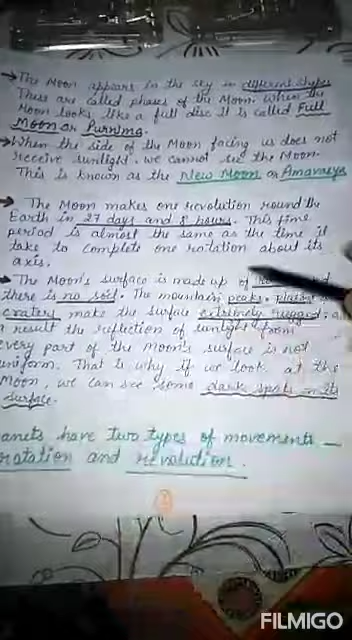 → The Moon appears in the sky in different shapes
These are called phases of the Moon. When the
Moon looks like a full disc it is called Full
Moon or Purnima.
→ When the side of the Moon facing us does not
receive sunlight, we cannot see the Moon.
This is known as the New Moon or Amavasya
→ The Moon makes one revolution round the
Earth in 27 days and 8 hours. This time
period is almost the same as the time it
take to complete one rotation about its
axis.
→ The Moon's surface is made up of
there is no soil. The mountain peaks,
craters make the surface extrimely rugged,
a result the reflection of sunlight from
every part of the Moon's surface is not
uniform. That is why if we look at the
Moon, we can see some dark spots in its
surface.
anets have two types of movements –
rotation and revolution.
FILMIGO